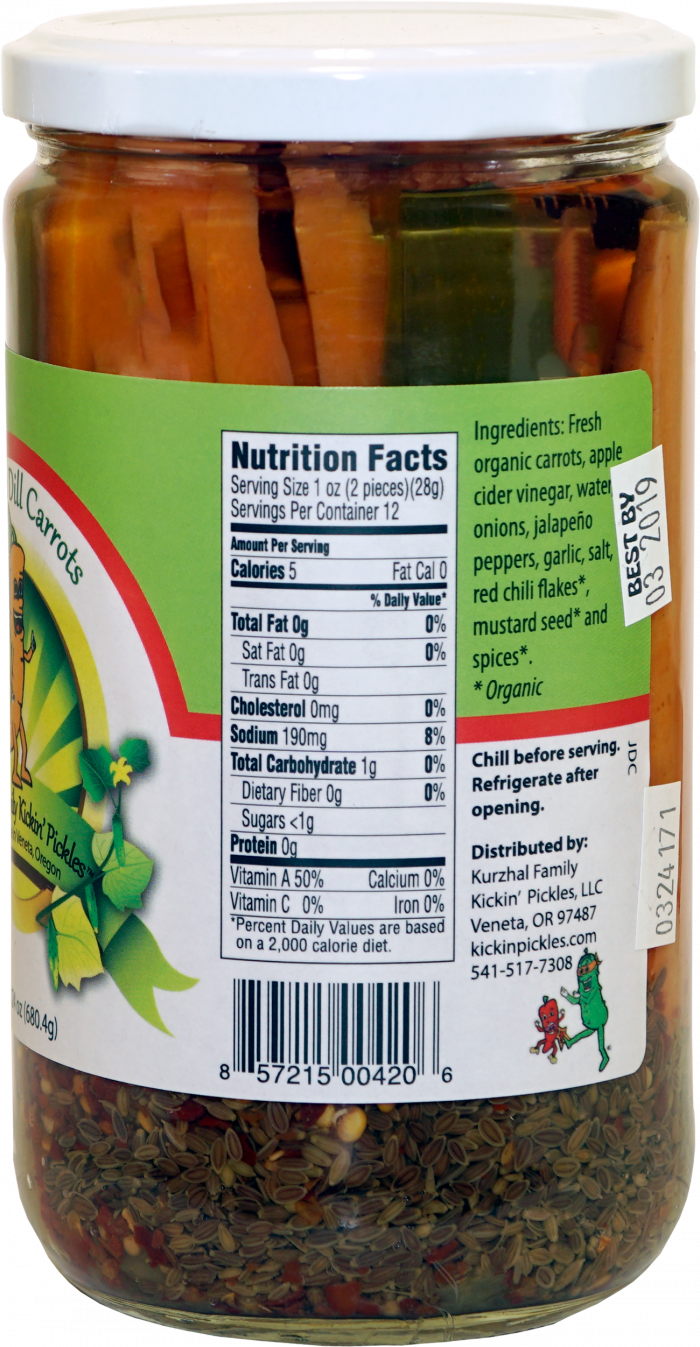 Dill Carrots
Kickin' Pickles™
Veneta, Oregon
oz (680.4g)
Nutrition Facts
Serving Size 1 oz (2 pieces)(28g)
Servings Per Container 12
Amount Per Serving
Calories 5 Fat Cal 0
% Daily Value*
Total Fat 0g 0%
Sat Fat 0g 0%
Trans Fat 0g
Cholesterol 0mg 0%
Sodium 190mg 8%
Total Carbohydrate 1g 0%
Dietary Fiber 0g 0%
Sugars <1g
Protein 0g
Vitamin A 50% Calcium 0%
Vitamin C 0% Iron 0%
*Percent Daily Values are based
on a 2,000 calorie diet.
8 57215 00420 6
Ingredients: Fresh
organic carrots, apple
cider vinegar, water,
onions, jalapeño
peppers, garlic, salt,
red chili flakes*,
mustard seed* and
spices*.
* Organic
BEST BY
03 2019
Chill before serving.
Refrigerate after
opening.
Distributed by:
Kurzhal Family
Kickin' Pickles, LLC
Veneta, OR 97487
kickinpickles.com
541-517-7308
0324171